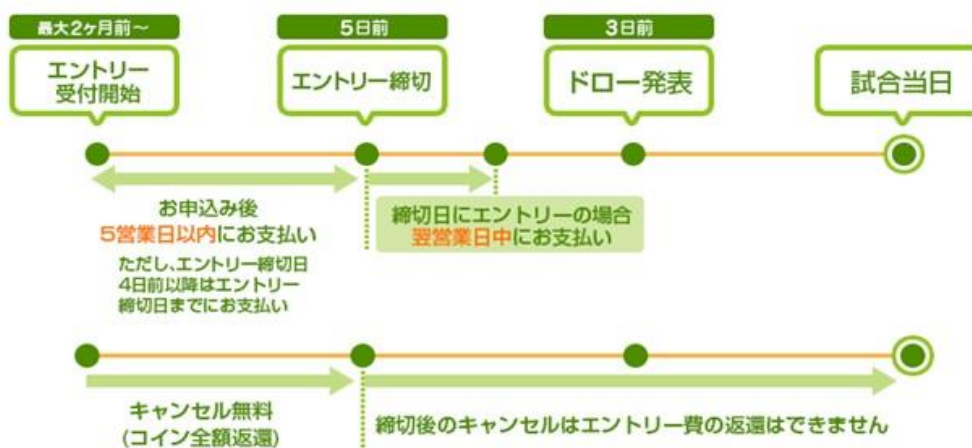 最大2ヶ月前~
5日前
3日前
エントリー
受付開始
エントリー締切
ドロー発表
試合当日
お申込み後
5営業日以内にお支払い
ただし、エントリー締切日
4日前以降はエントリー
締切日までにお支払い
締切日にエントリーの場合
翌営業日中にお支払い
キャンセル無料
(コイン全額返還)
締切後のキャンセルはエントリー費の返還はできません